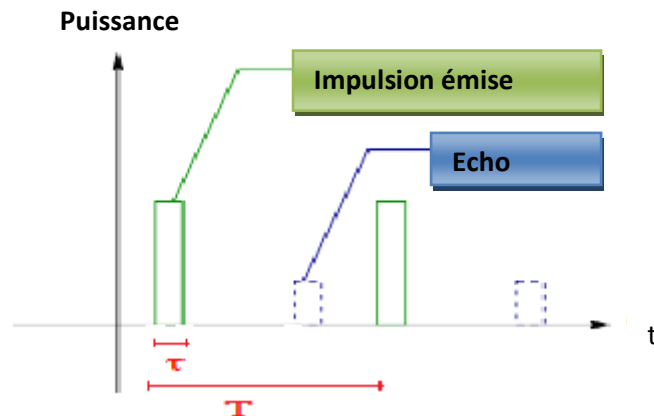 Puissance
Impulsion émise
Echo
t
τ
T